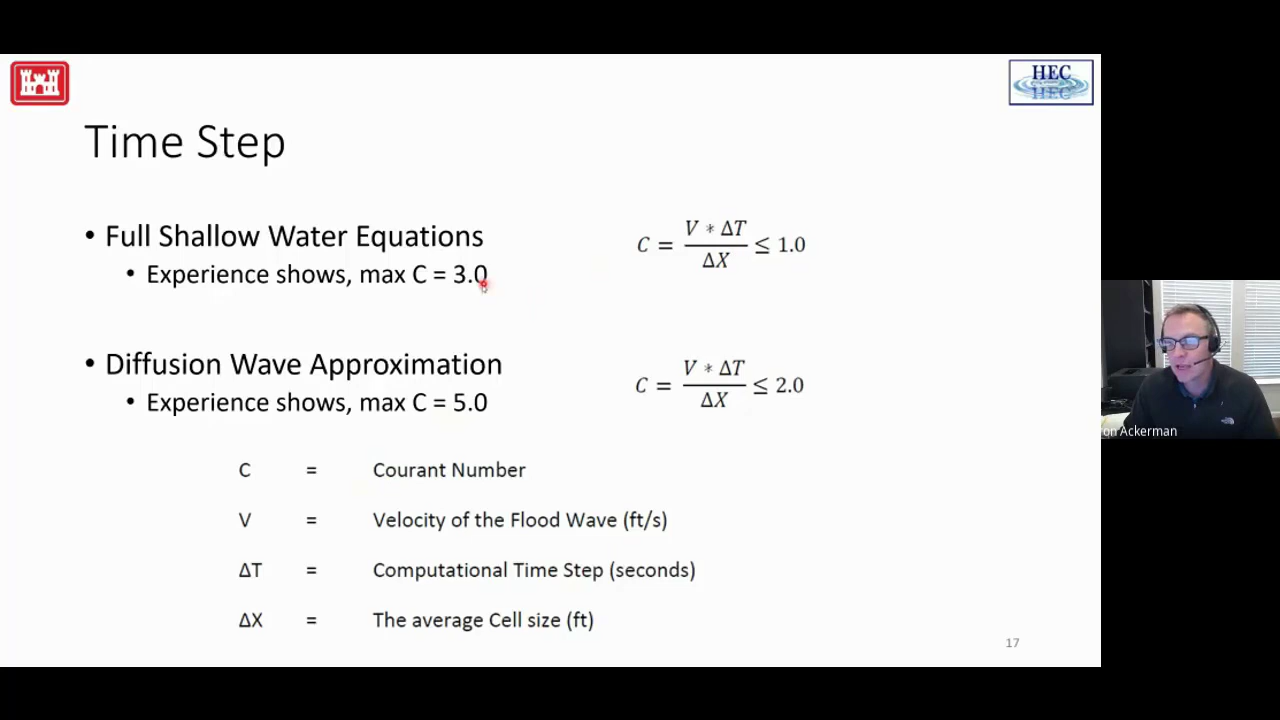 HEC
HEC
Time Step
• Full Shallow Water Equations
C = V * ΔT / ΔX ≤ 1.0
• Experience shows, max C = 3.0
• Diffusion Wave Approximation
C = V * ΔT / ΔX ≤ 2.0
• Experience shows, max C = 5.0
C = Courant Number
V = Velocity of the Flood Wave (ft/s)
ΔT = Computational Time Step (seconds)
ΔX = The average Cell size (ft)
17
on Ackerman